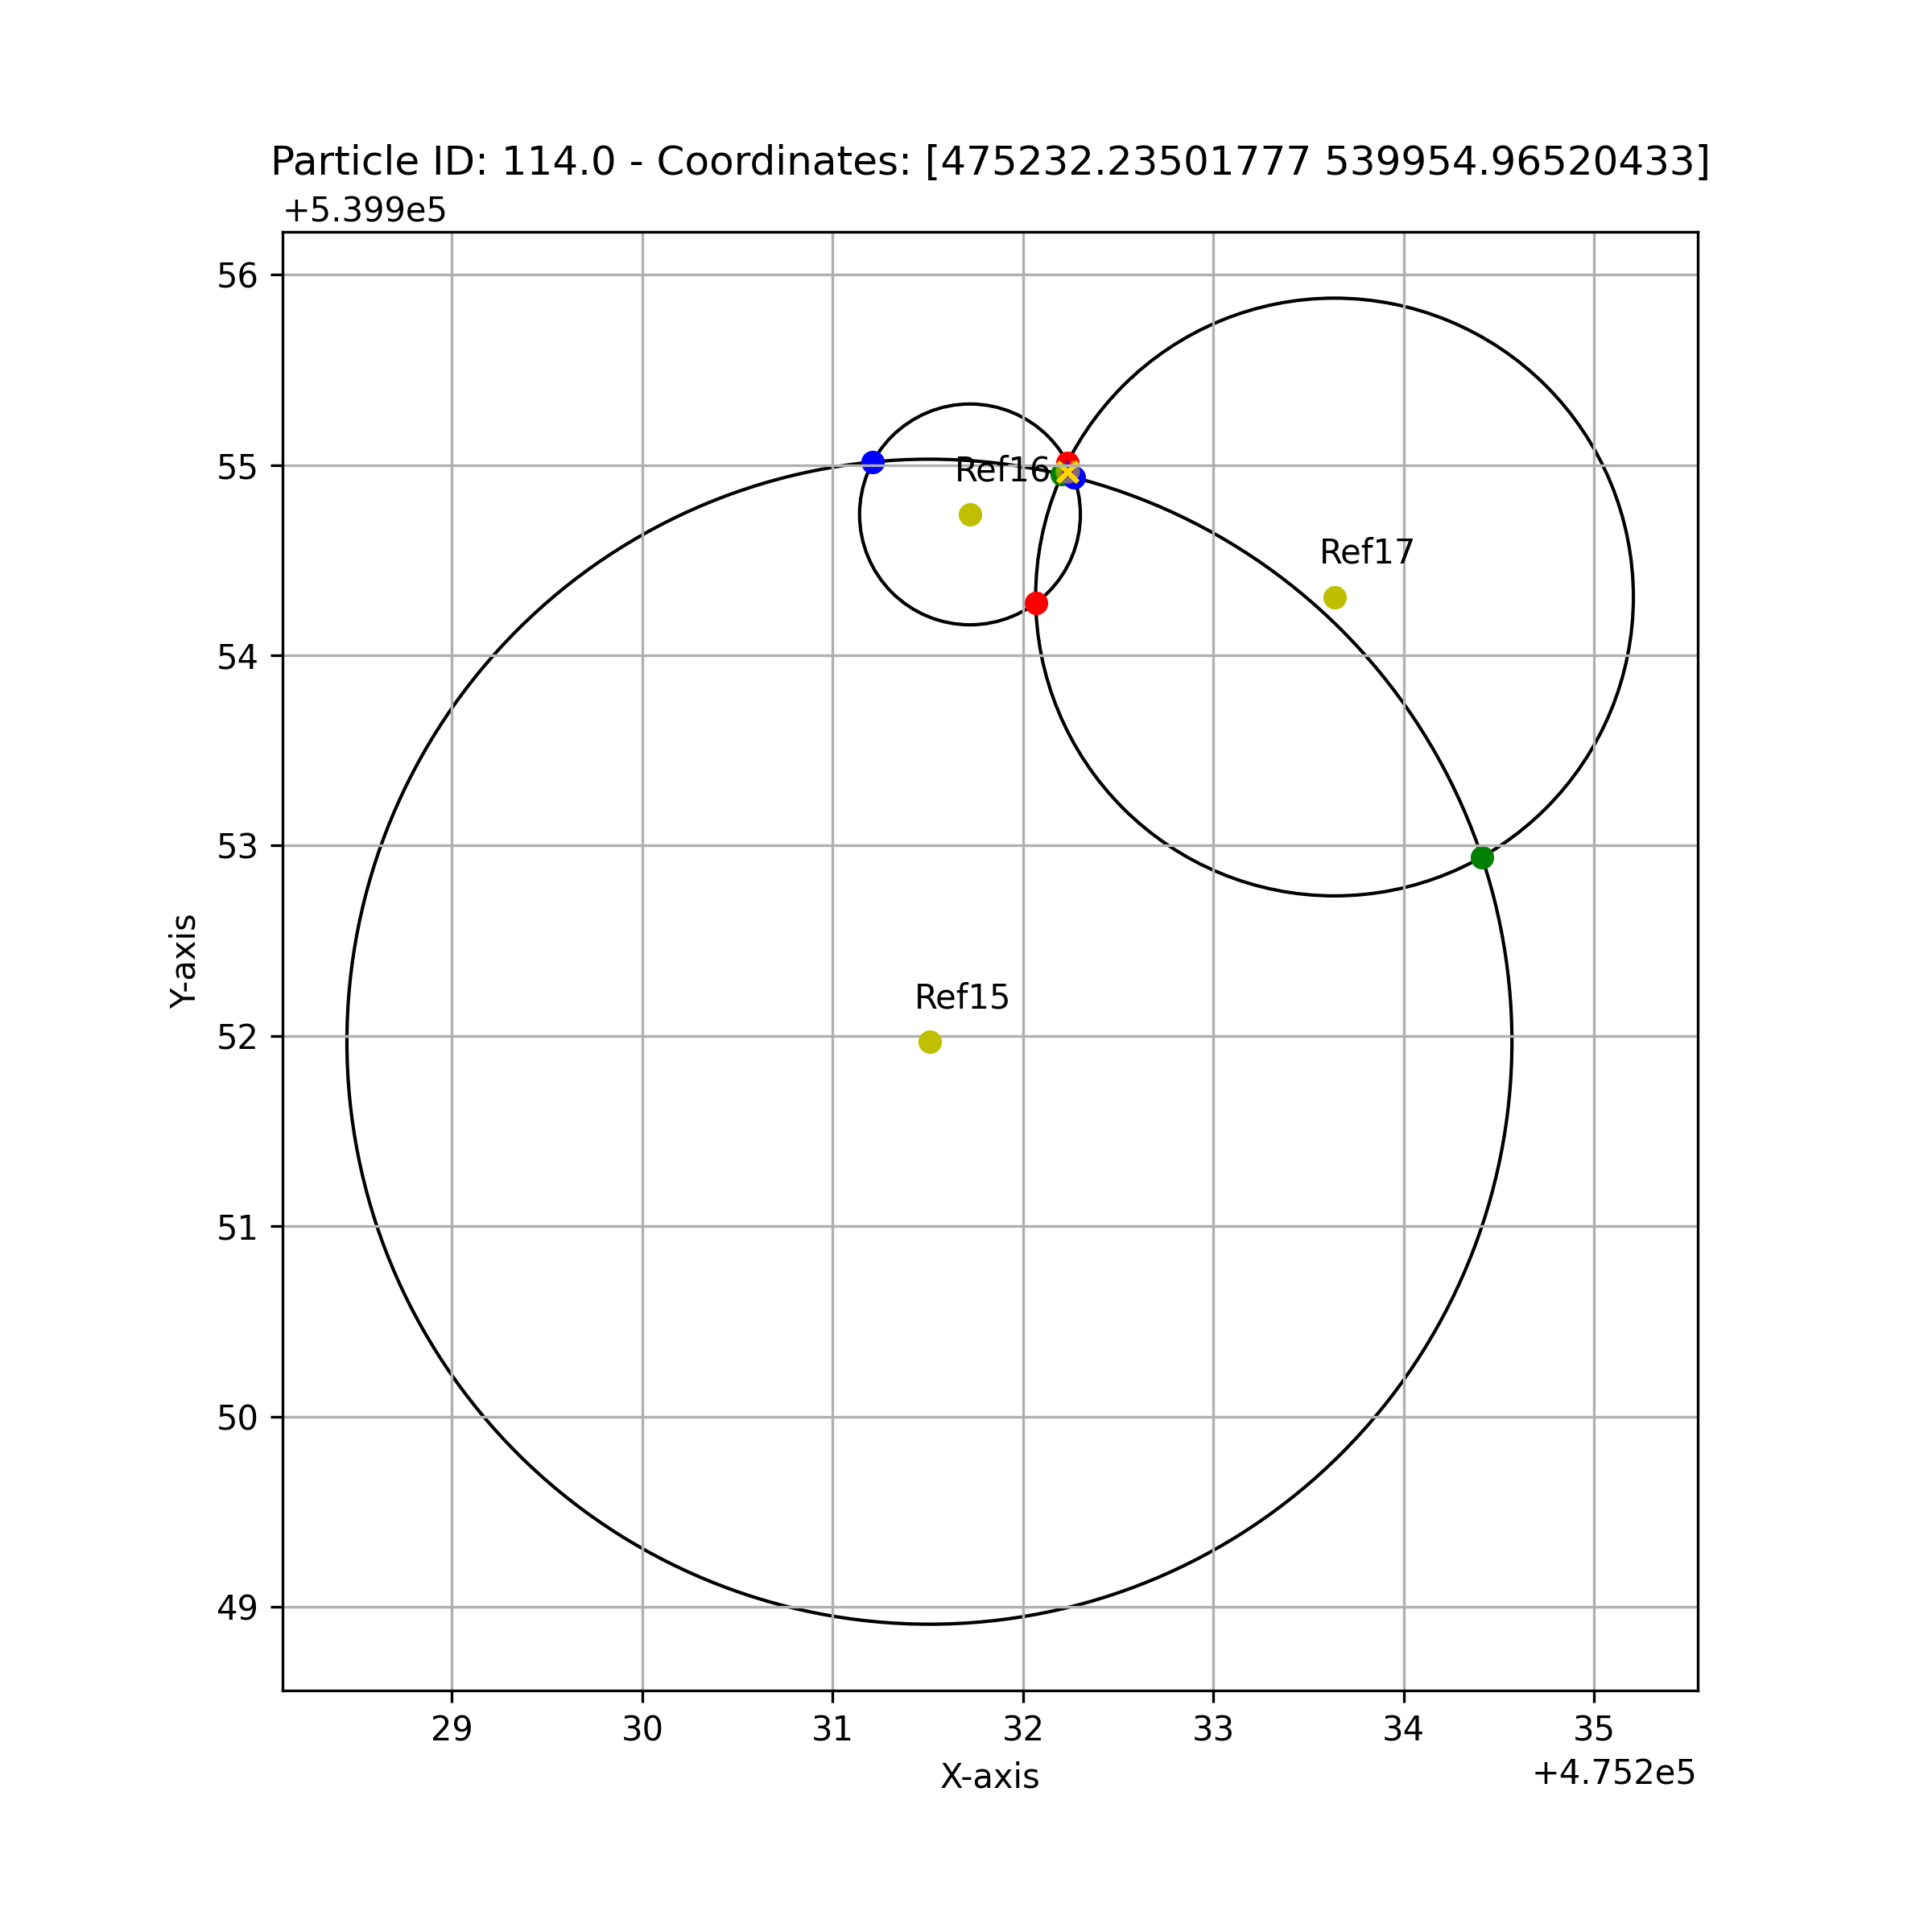 Particle ID: 114.0 - Coordinates: [475232.23501777 539954.96520433]
+5.399e5
56
55
54
53
52
51
50
49
Y-axis
Ref16
Ref17
Ref15
29 30 31 32 33 34 35
X-axis
+4.752e5